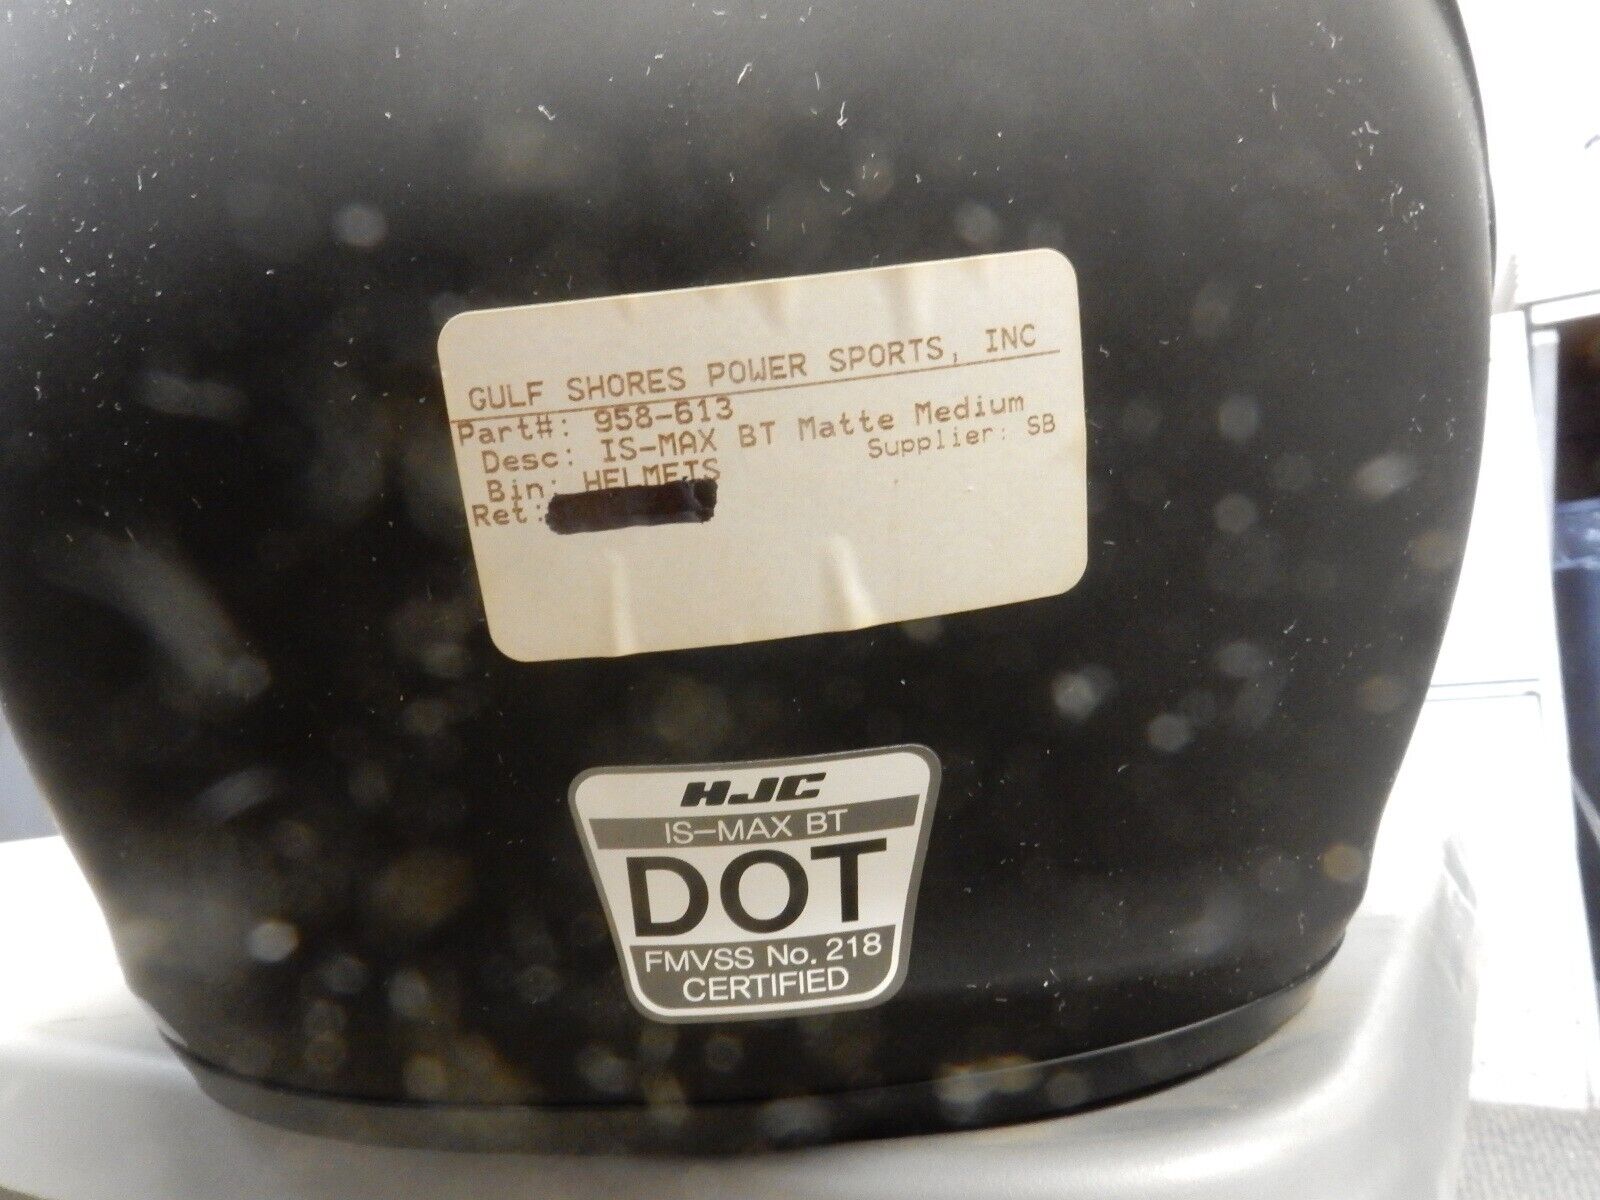 GULF SHORES POWER SPORTS, INC
Part#: 958-613
Desc: IS-MAX BT Matte Medium
Bin: HELMETS Supplier: SB
Ret:
HJC
IS-MAX BT
DOT
FMVSS No. 218
CERTIFIED